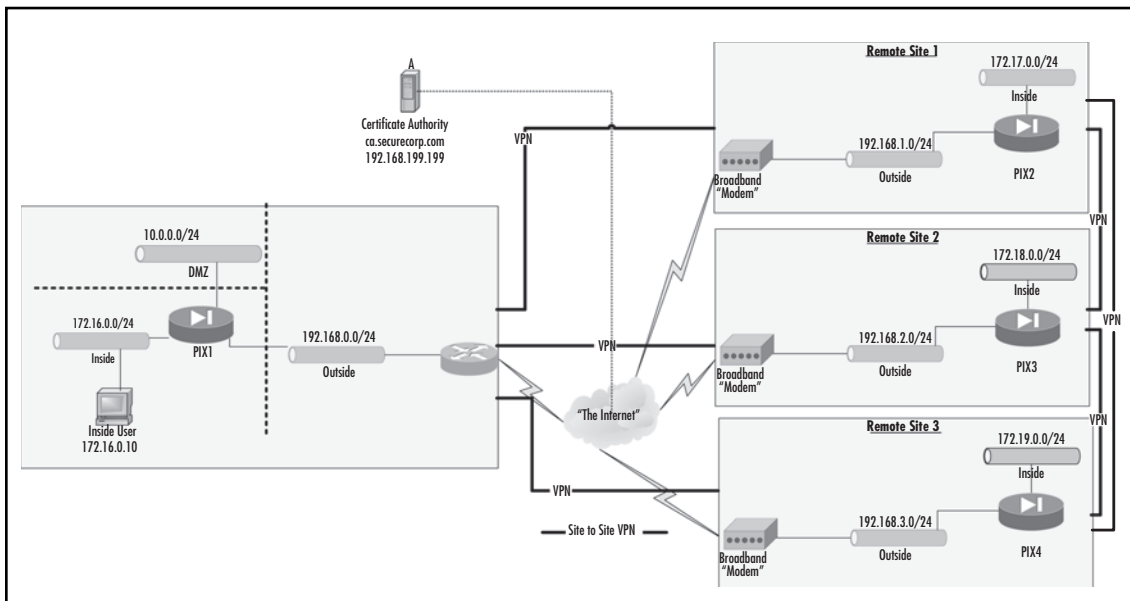 A
Certificate Authority
ca.securecorp.com
192.168.199.199
10.0.0.0/24
DMZ
172.16.0.0/24
Inside
PIX1
Inside User
172.16.0.10
192.168.0.0/24
Outside
VPN
VPN
VPN
"The Internet"
Site to Site VPN
Remote Site 1
172.17.0.0/24
Inside
192.168.1.0/24
Outside
PIX2
Broadband
"Modem"
VPN
Remote Site 2
172.18.0.0/24
Inside
192.168.2.0/24
Outside
PIX3
Broadband
"Modem"
VPN
Remote Site 3
172.19.0.0/24
Inside
192.168.3.0/24
Outside
PIX4
Broadband
"Modem"
VPN